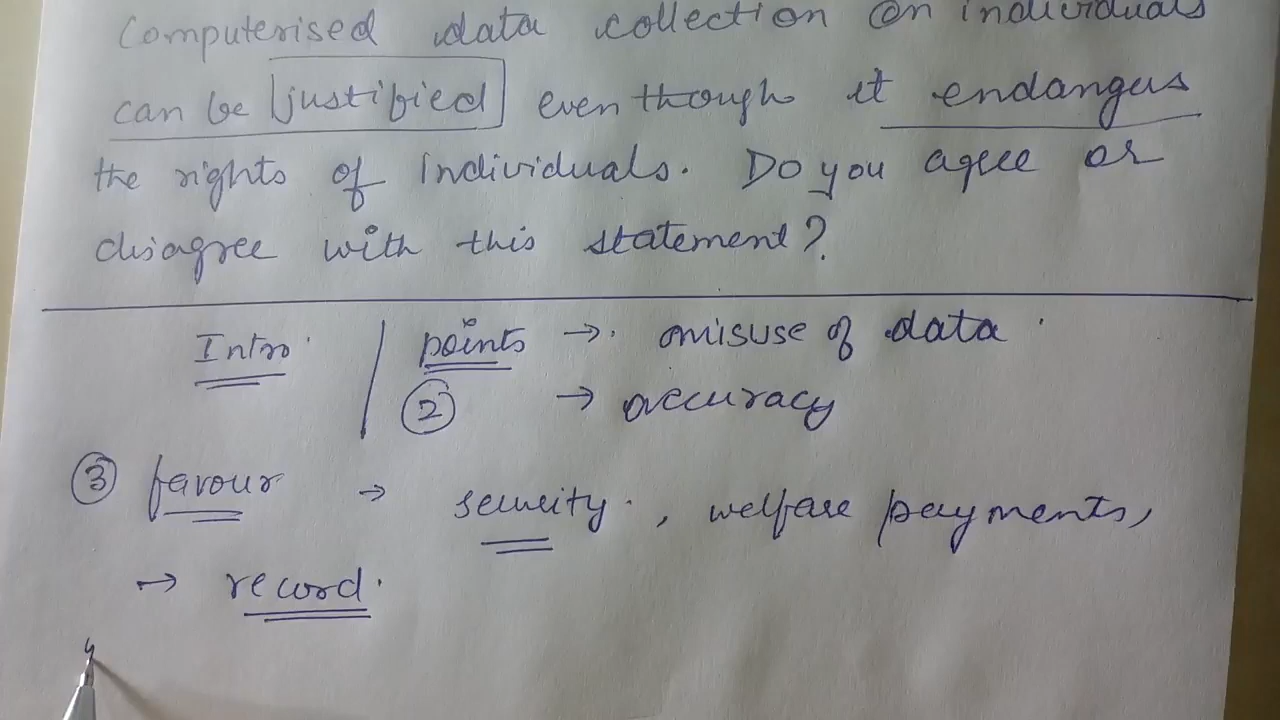 Computerised data collection on individuals
can be justified even though it endangers
the rights of individuals. Do you agree or
disagree with this statement?
Intro points → misuse of data
② → accuracy
③ favour → security, welfare payments,
→ record.